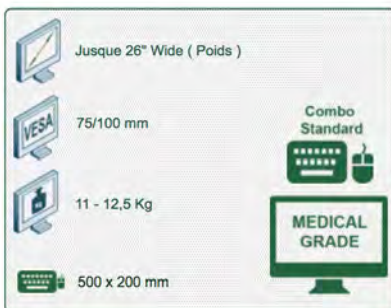 Jusque 26" Wide ( Poids )
VESA
75/100 mm
11 - 12,5 Kg
500 x 200 mm
Combo
Standard
MEDICAL
GRADE